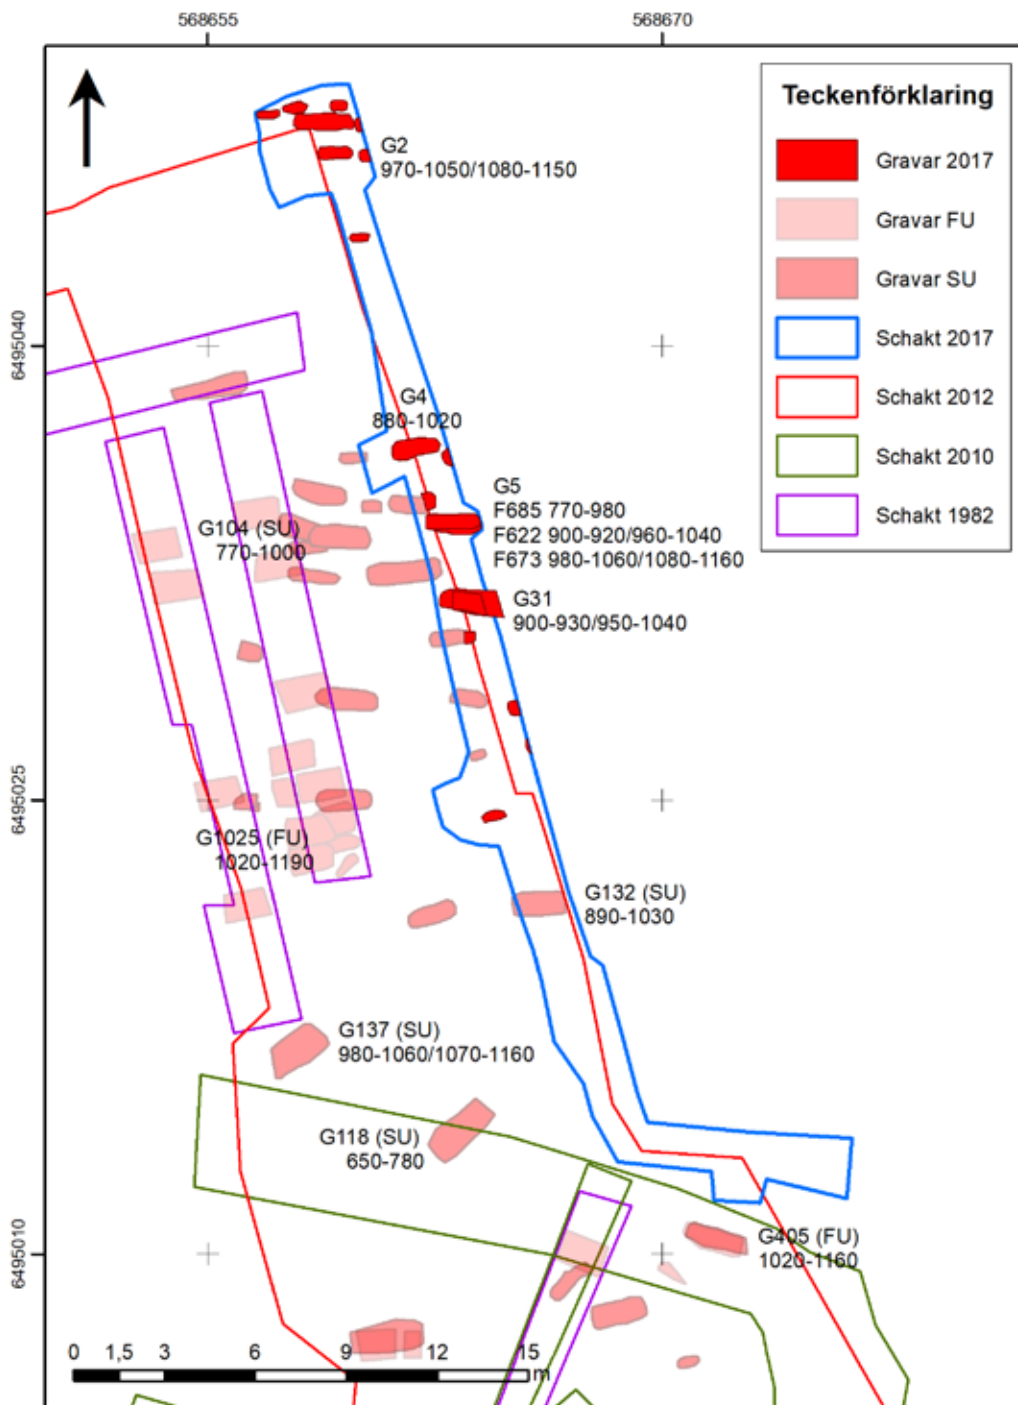 568655
568670
Teckenförklaring
Gravar 2017
Gravar FU
Gravar SU
Schakt 2017
Schakt 2012
Schakt 2010
Schakt 1982
G2
970-1050/1080-1150
6495040
G4
880-1020
G5
F685 770-980
F622 900-920/960-1040
F673 980-1060/1080-1160
G104 (SU)
770-1000
G31
900-930/950-1040
6495025
G1025 (FU)
1020-1190
G132 (SU)
890-1030
G137 (SU)
980-1060/1070-1160
G118 (SU)
650-780
6495010
G405 (FU)
1020-1160
0 1,5 3 6 9 12 15
m